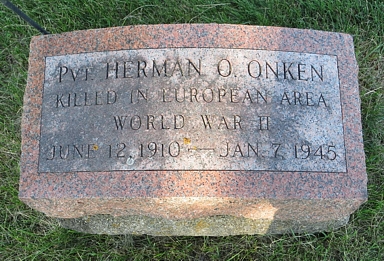 PVT HERMAN O. ONKEN
KILLED IN EUROPEAN AREA
WORLD WAR II
JUNE 12, 1910 — JAN. 7, 1945